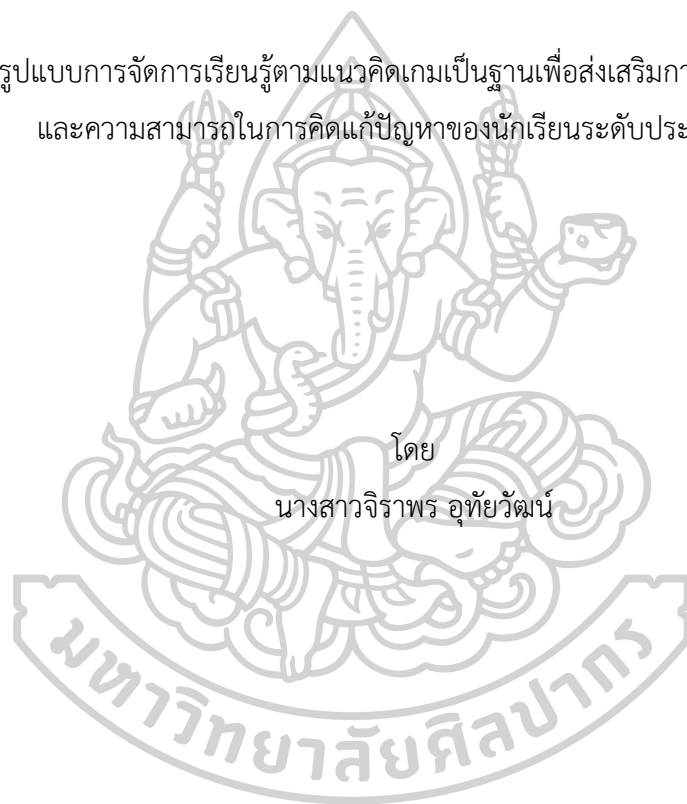 รูปแบบการจัดการเรียนรู้ตามแนวคิดเกมเป็นฐานเพื่อส่งเสริม
และความสามารถในการคิดแก้ปัญหาของนักเรียนระดับ
โดย
นางสาวจิราพร อุทัยวัฒน์
มหาวิทยาลัยศิลปากร